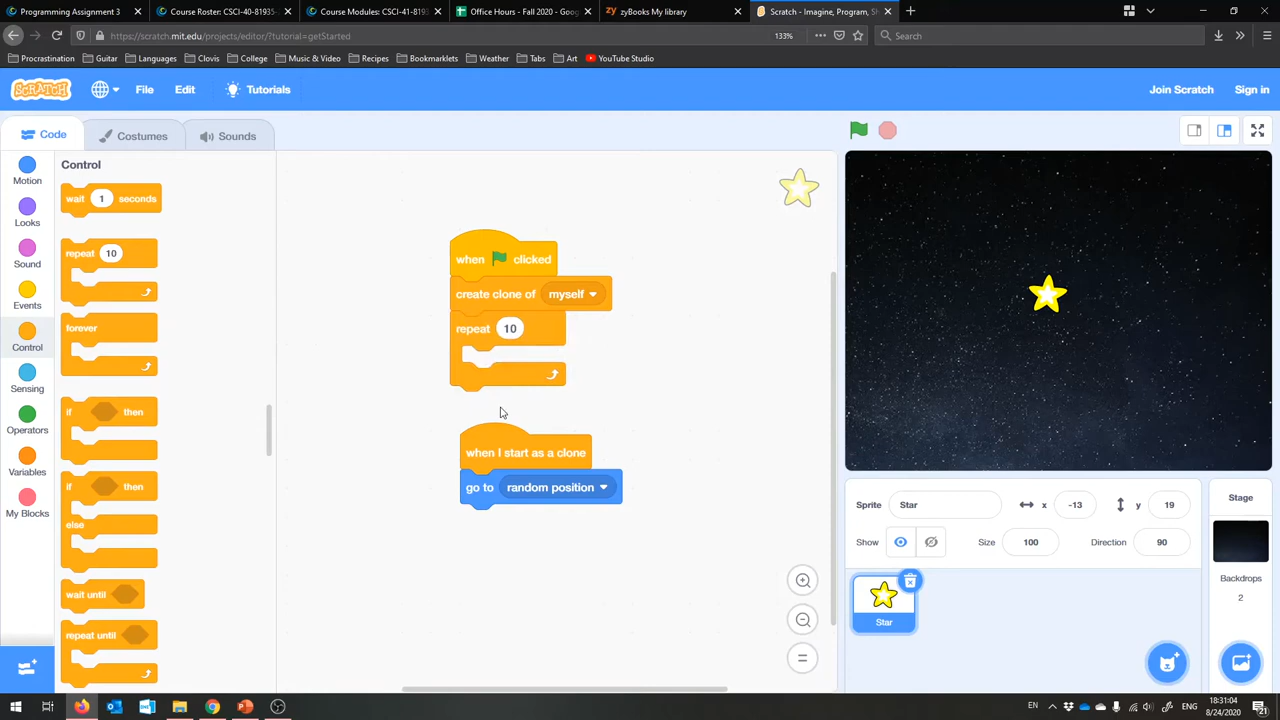 Programming Assignment 3
Course Roster: CSCI-40-81935-
Course Modules: CSCI-41-8193
Office Hours - Fall 2020 - Goog
zy zyBooks My library
Scratch - Imagine, Program, Sh
https://scratch.mit.edu/projects/editor/?tutorial=getStarted
133%
Search
Procrastination
Guitar
Languages
Clovis
College
Music & Video
Recipes
Bookmarklets
Weather
Tabs
Art
YouTube Studio
SCRATCH
File
Edit
Tutorials
Join Scratch
Sign in
Code
Costumes
Sounds
Motion
Looks
Sound
Events
Control
Sensing
Operators
Variables
My Blocks
Control
wait 1 seconds
repeat 10
forever
if then
if then
else
wait until
repeat until
when clicked
create clone of myself
repeat 10
when I start as a clone
go to random position
Sprite Star
x -13
y 19
Show
Size 100
Direction 90
Star
Stage
Backdrops
2
EN
18:31:04
8/24/2020
21